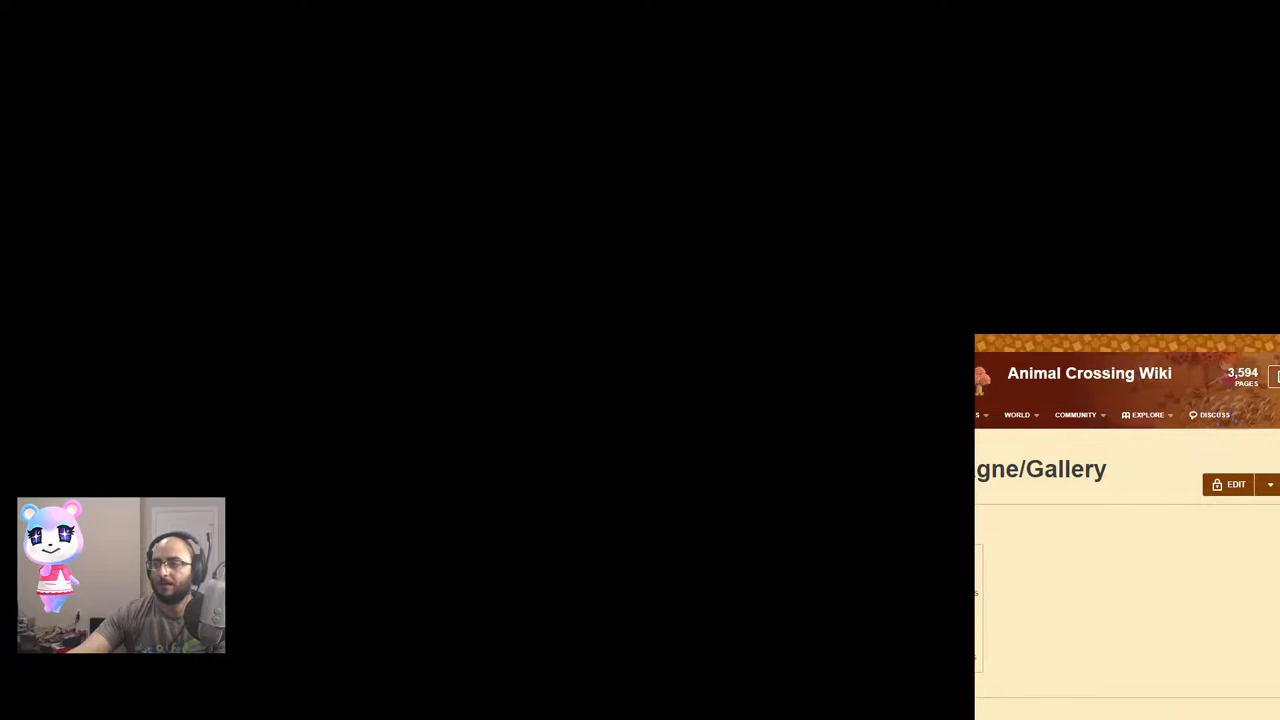 Animal Crossing Wiki
3,594
PAGES
WORLD
COMMUNITY
EXPLORE
DISCUSS
gne/Gallery
EDIT